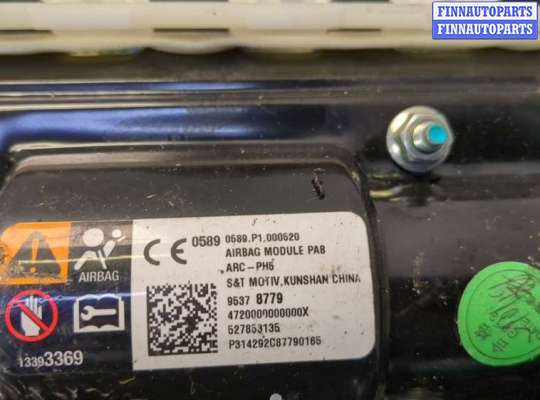 FINNAUTOPARTS
FINNAUTOPARTS
CE 0589 0589.P1.000520
AIRBAG MODULE PAB
ARC-PH5
S&T MOTIV,KUNSHAN CHINA
9537 8779
4720000000000X
527853135
P314292C87790165
AIRBAG
13393369